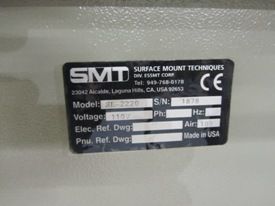 SMT
SURFACE MOUNT TECHNIQUES
DIV. ESSMT CORP.
Tel: 949-768-0178
CE
23042 Alcalde, Laguna Hills, CA, USA 92653
Model: S/N: 1878
Voltage: 110V Ph: Hz:
Elec. Ref. Dwg: Air:
Pnu. Ref. Dwg: Made in USA